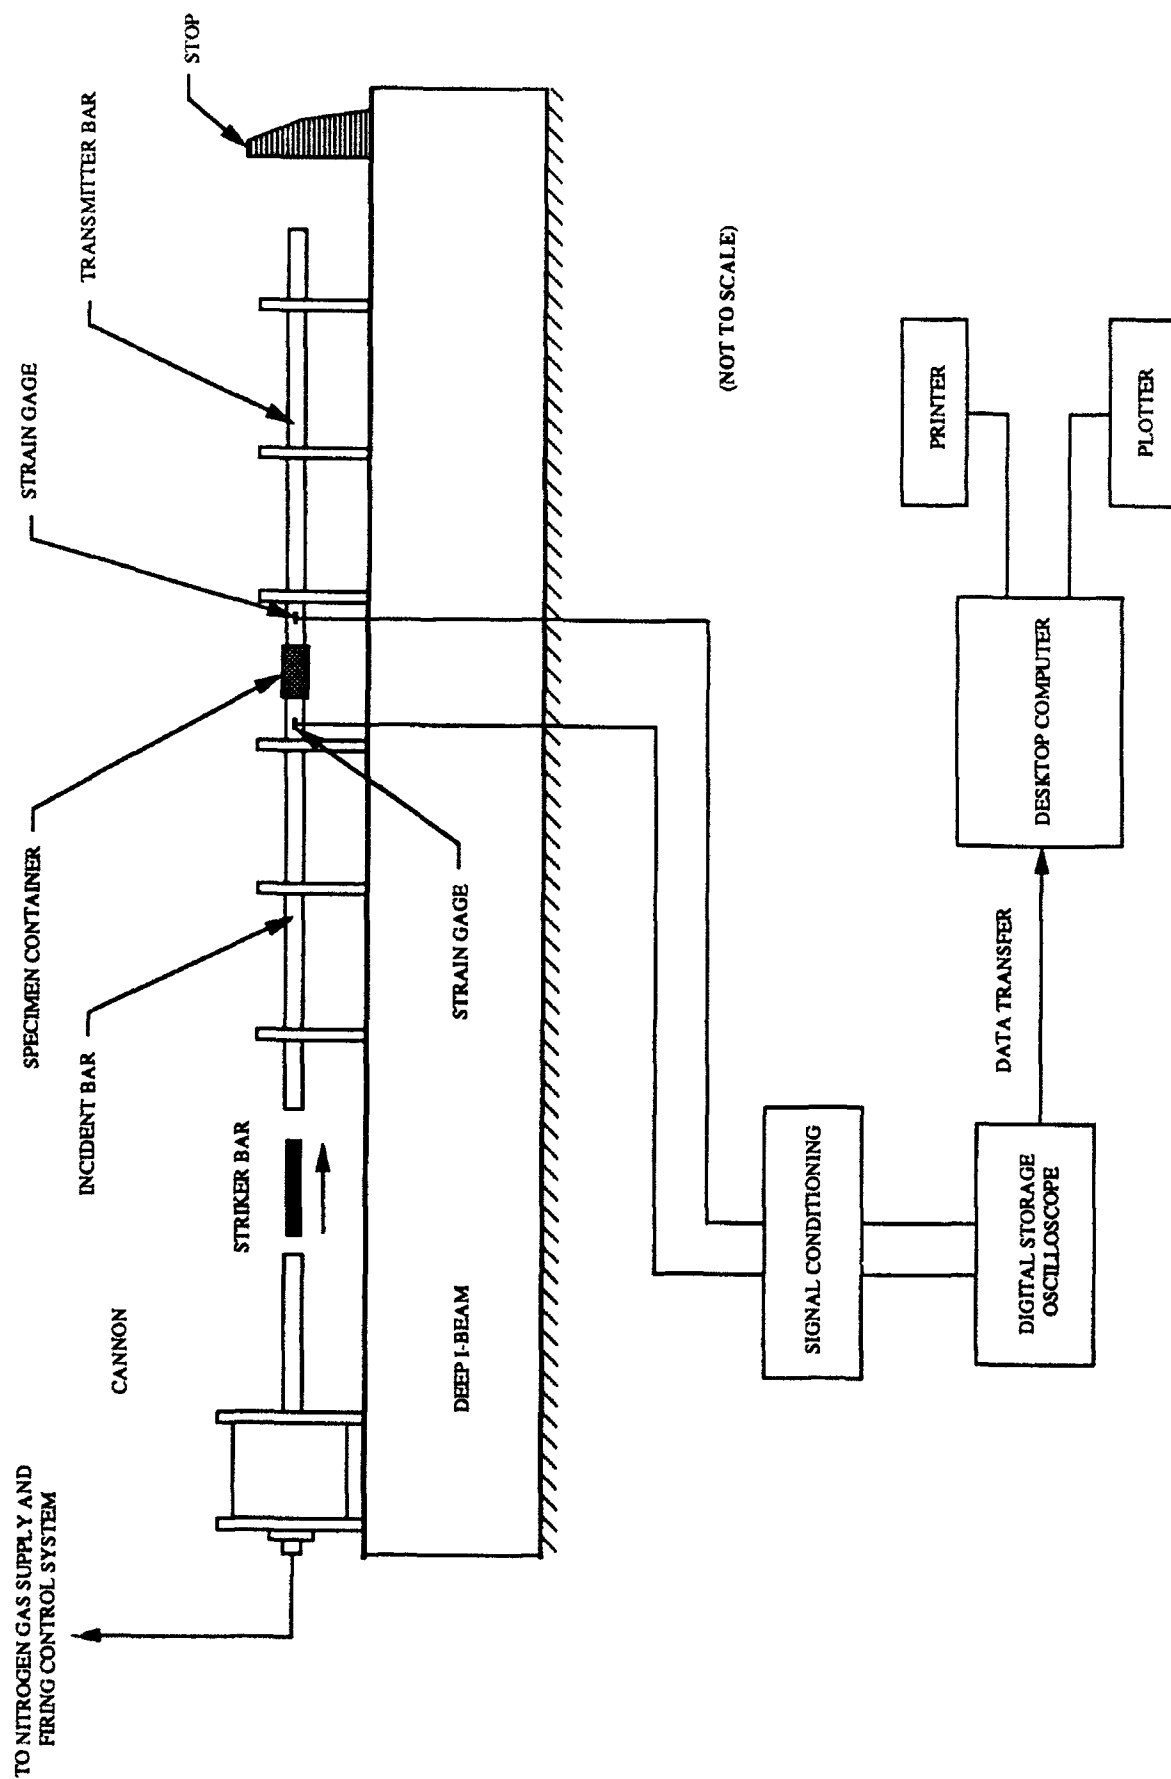 TO NITROGEN GAS SUPPLY AND
FIRING CONTROL SYSTEM
CANNON
STRIKER BAR
INCIDENT BAR
SPECIMEN CONTAINER
STRAIN GAGE
TRANSMITTER BAR
STOP
DEEP I-BEAM
STRAIN GAGE
(NOT TO SCALE)
SIGNAL CONDITIONING
DIGITAL STORAGE
OSCILLOSCOPE
DATA TRANSFER
DESKTOP COMPUTER
PRINTER
PLOTTER